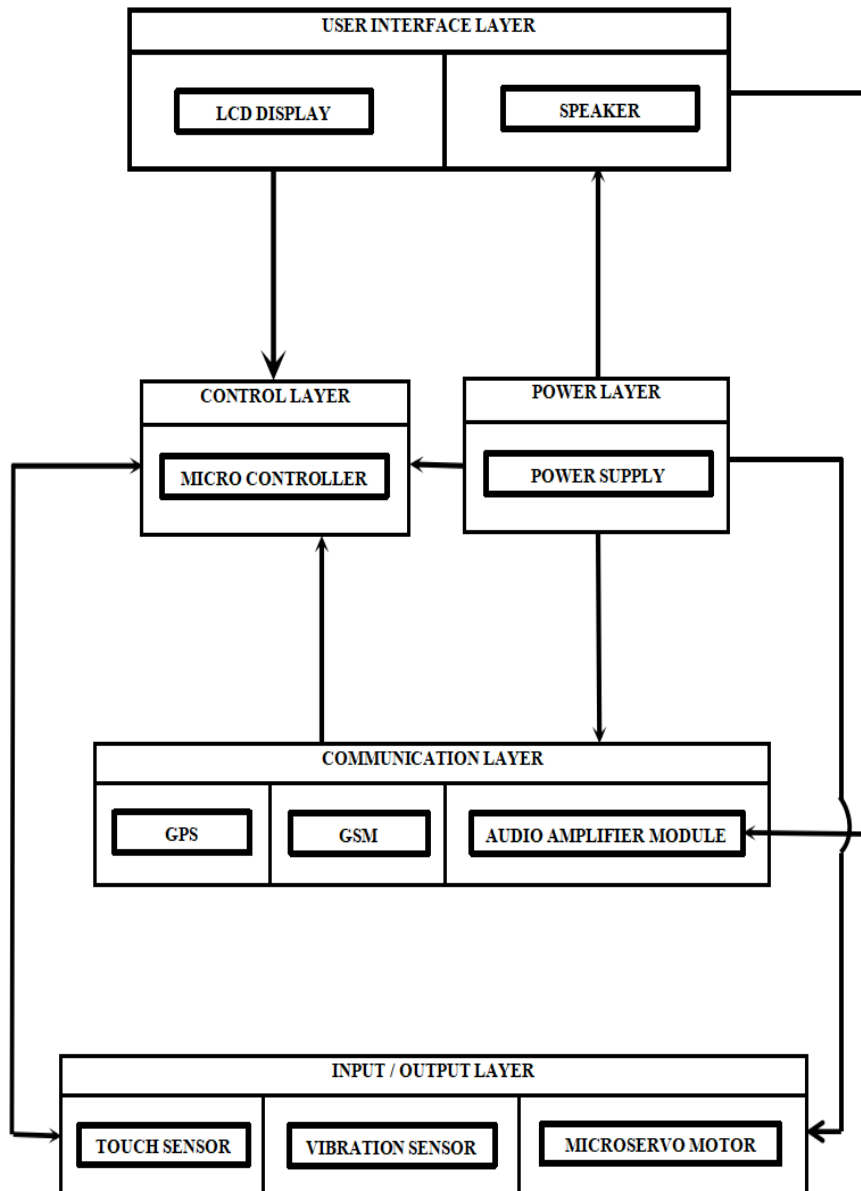 USER INTERFACE LAYER
LCD DISPLAY
SPEAKER
CONTROL LAYER
MICRO CONTROLLER
POWER LAYER
POWER SUPPLY
COMMUNICATION LAYER
GPS
GSM
AUDIO AMPLIFIER MODULE
INPUT / OUTPUT LAYER
TOUCH SENSOR
VIBRATION SENSOR
MICROSERVO MOTOR